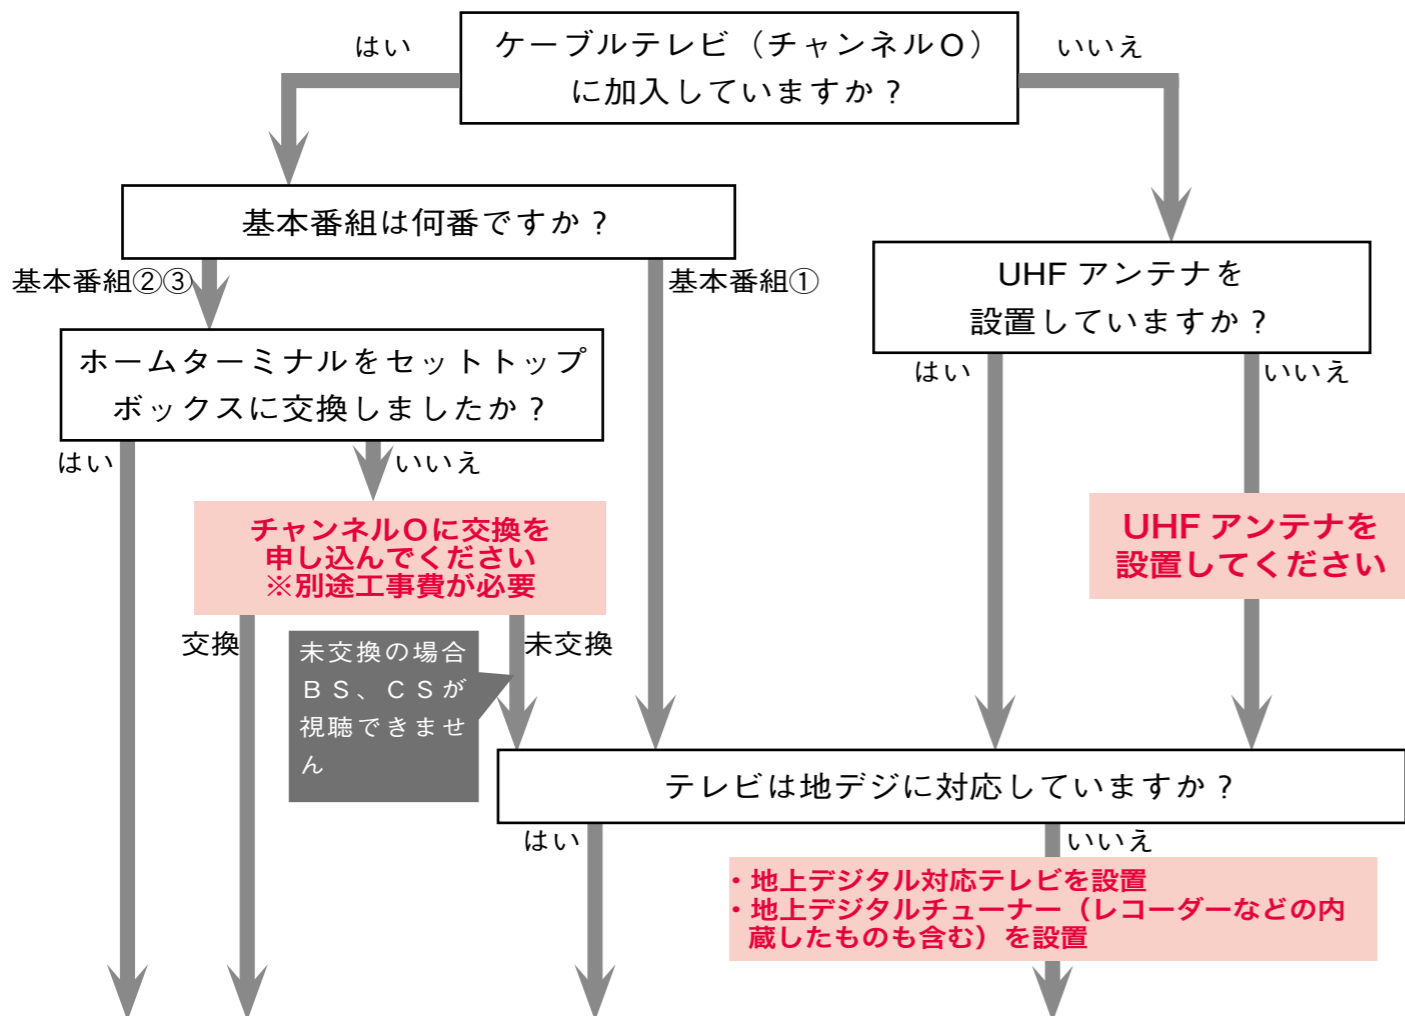 はい
ケーブルテレビ（チャンネルO）
に加入していますか？
いいえ
基本番組は何番ですか？
基本番組②③
基本番組①
UHF アンテナを
設置していますか？
ホームターミナルをセットトップ
ボックスに交換しましたか？
はい
いいえ
はい
いいえ
チャンネルOに交換を
申し込んでください
※別途工事費が必要
UHF アンテナを
設置してください
交換
未交換の場合
ＢＳ、ＣＳが
視聴できませ
ん
未交換
テレビは地デジに対応していますか？
はい
いいえ
・地上デジタル対応テレビを設置
・地上デジタルチューナー（レコーダーなどの内
蔵したものも含む）を設置